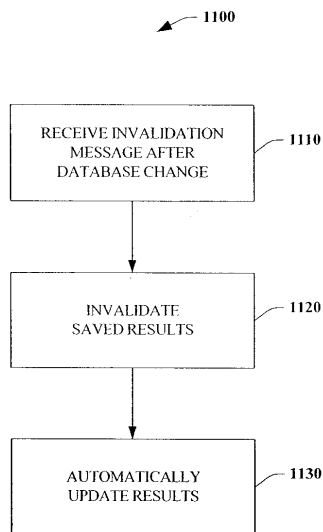 1100
RECEIVE INVALIDATION
MESSAGE AFTER
DATABASE CHANGE
1110
INVALIDATE
SAVED RESULTS
1120
AUTOMATICALLY
UPDATE RESULTS
1130